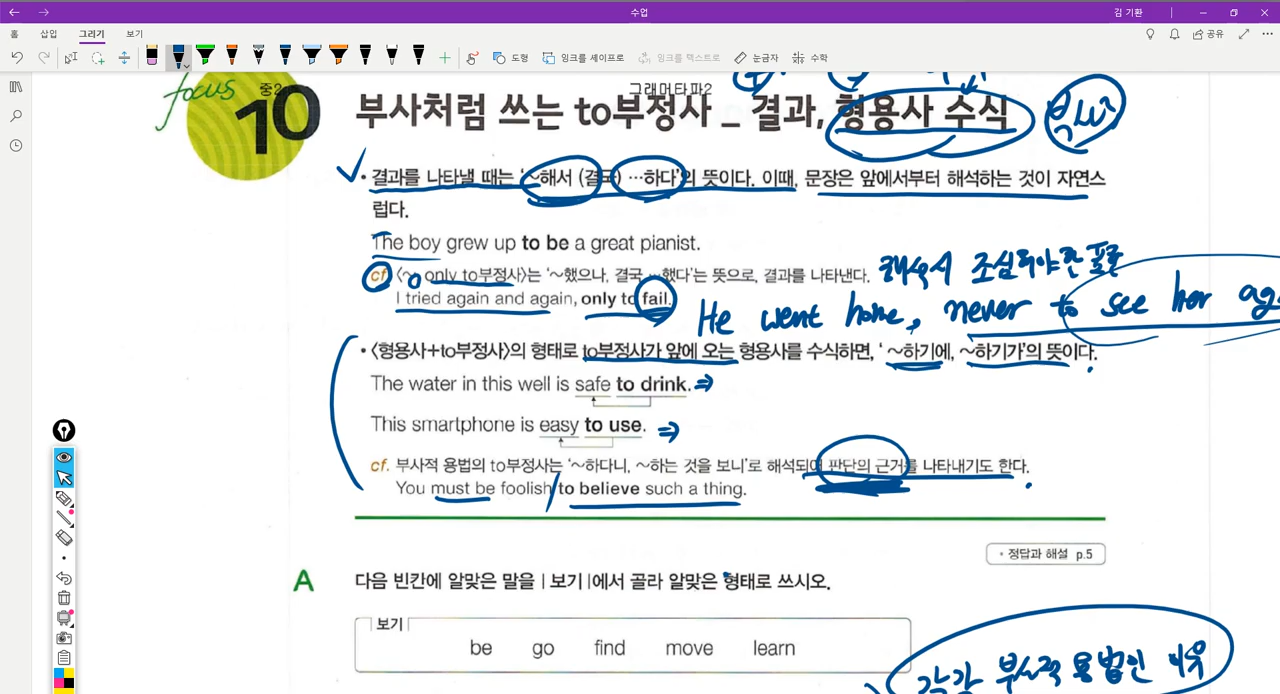 수업
김 기환
홈 삽입 그리기 보기
공유
도형 잉크를 셰이프로 잉크를 텍스트로 눈금자 수학
focus 중2 그래머타파2
10 부사처럼 쓰는 to부정사 _ 결과, 형용사 수식 부사
• 결과를 나타낼 때는 '~해서 (결국) …하다'의 뜻이다. 이때, 문장은 앞에서부터 해석하는 것이 자연스
럽다.
The boy grew up to be a great pianist.
cf. 〈~ only to부정사〉는 '~했으나, 결국 …했다'는 뜻으로, 결과를 나타낸다. 해석시 조심해야 할 표현
I tried again and again, only to fail.
He went home, never to see her aga
• 〈형용사+to부정사〉의 형태로 to부정사가 앞에 오는 형용사를 수식하면, '~하기에, ~하기가'의 뜻이다.
The water in this well is safe to drink. ⇒
This smartphone is easy to use. ⇒
cf. 부사적 용법의 to부정사는 '~하다니, ~하는 것을 보니'로 해석되어 판단의 근거를 나타내기도 한다.
You must be foolish / to believe such a thing.
• 정답과 해설 p.5
A 다음 빈칸에 알맞은 말을 | 보기 |에서 골라 알맞은 형태로 쓰시오.
보기
be go find move learn
각각 부사적 용법인 이유